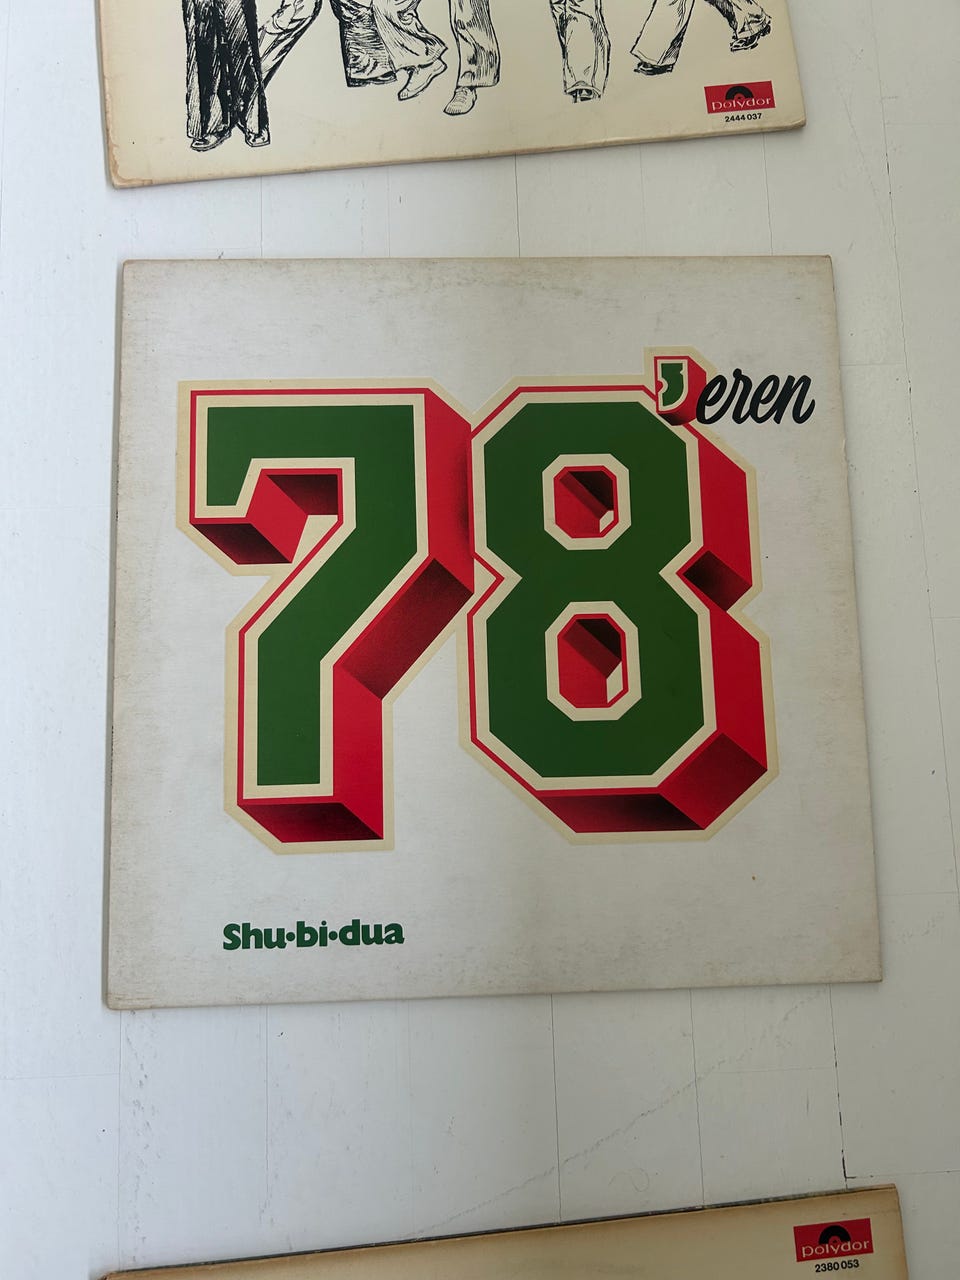 polydor
2444 037
78'eren
Shu·bi·dua
polydor
2380 053